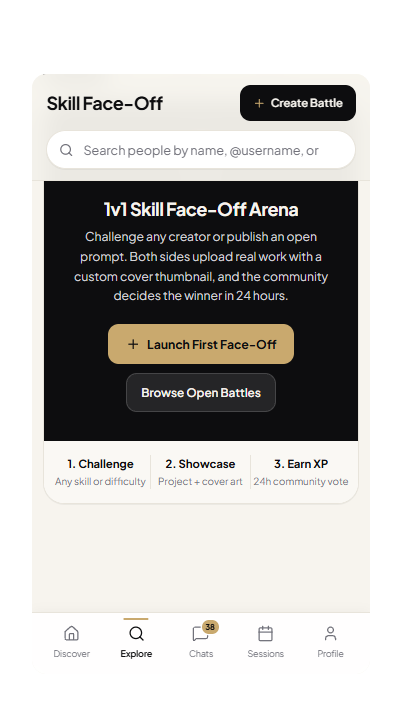 Skill Face-Off
+ Create Battle
Search people by name, @username, or
1v1 Skill Face-Off Arena
Challenge any creator or publish an open
prompt. Both sides upload real work with a
custom cover thumbnail, and the community
decides the winner in 24 hours.
+ Launch First Face-Off
Browse Open Battles
1. Challenge
Any skill or difficulty
2. Showcase
Project + cover art
3. Earn XP
24h community vote
Discover
Explore
38
Chats
Sessions
Profile